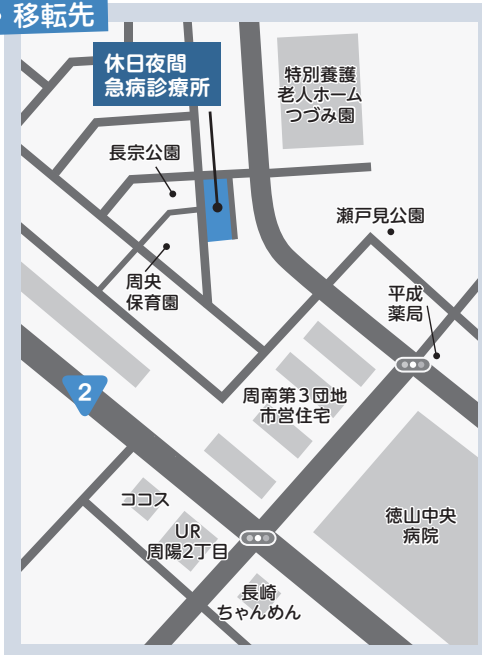 移転先
休日夜間
急病診療所
特別養護
老人ホーム
つづみ園
長宗公園
瀬戸見公園
周央
保育園
平成
薬局
2
周南第3団地
市営住宅
ココス
UR
周陽2丁目
徳山中央
病院
長崎
ちゃんめん